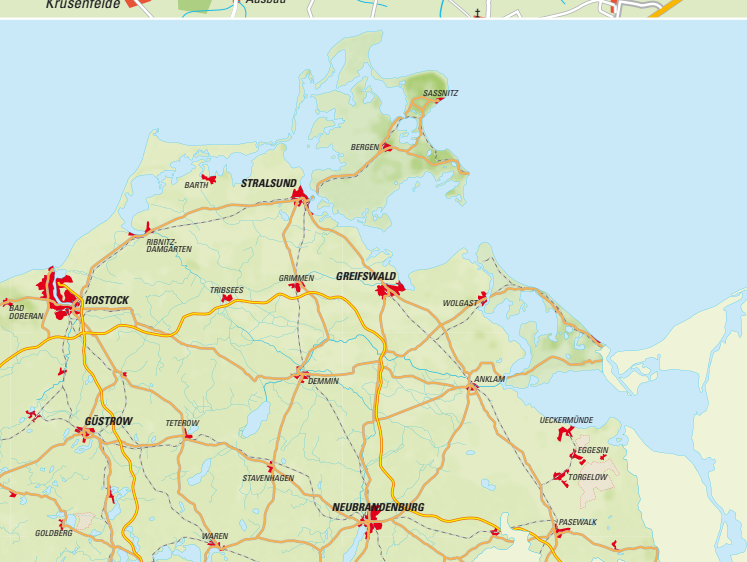 Krusenfelde
Ausbau
SASSNITZ
BERGEN
BARTH
STRALSUND
RIBNITZ-
DAMGARTEN
GRIMMEN
GREIFSWALD
TRIBSEES
ROSTOCK
WOLGAST
BAD
DOBERAN
DEMMIN
ANKLAM
GÜSTROW
TETEROW
UECKERMÜNDE
EGGESIN
STAVENHAGEN
TORGELOW
NEUBRANDENBURG
PASEWALK
GOLDBERG
WAREN